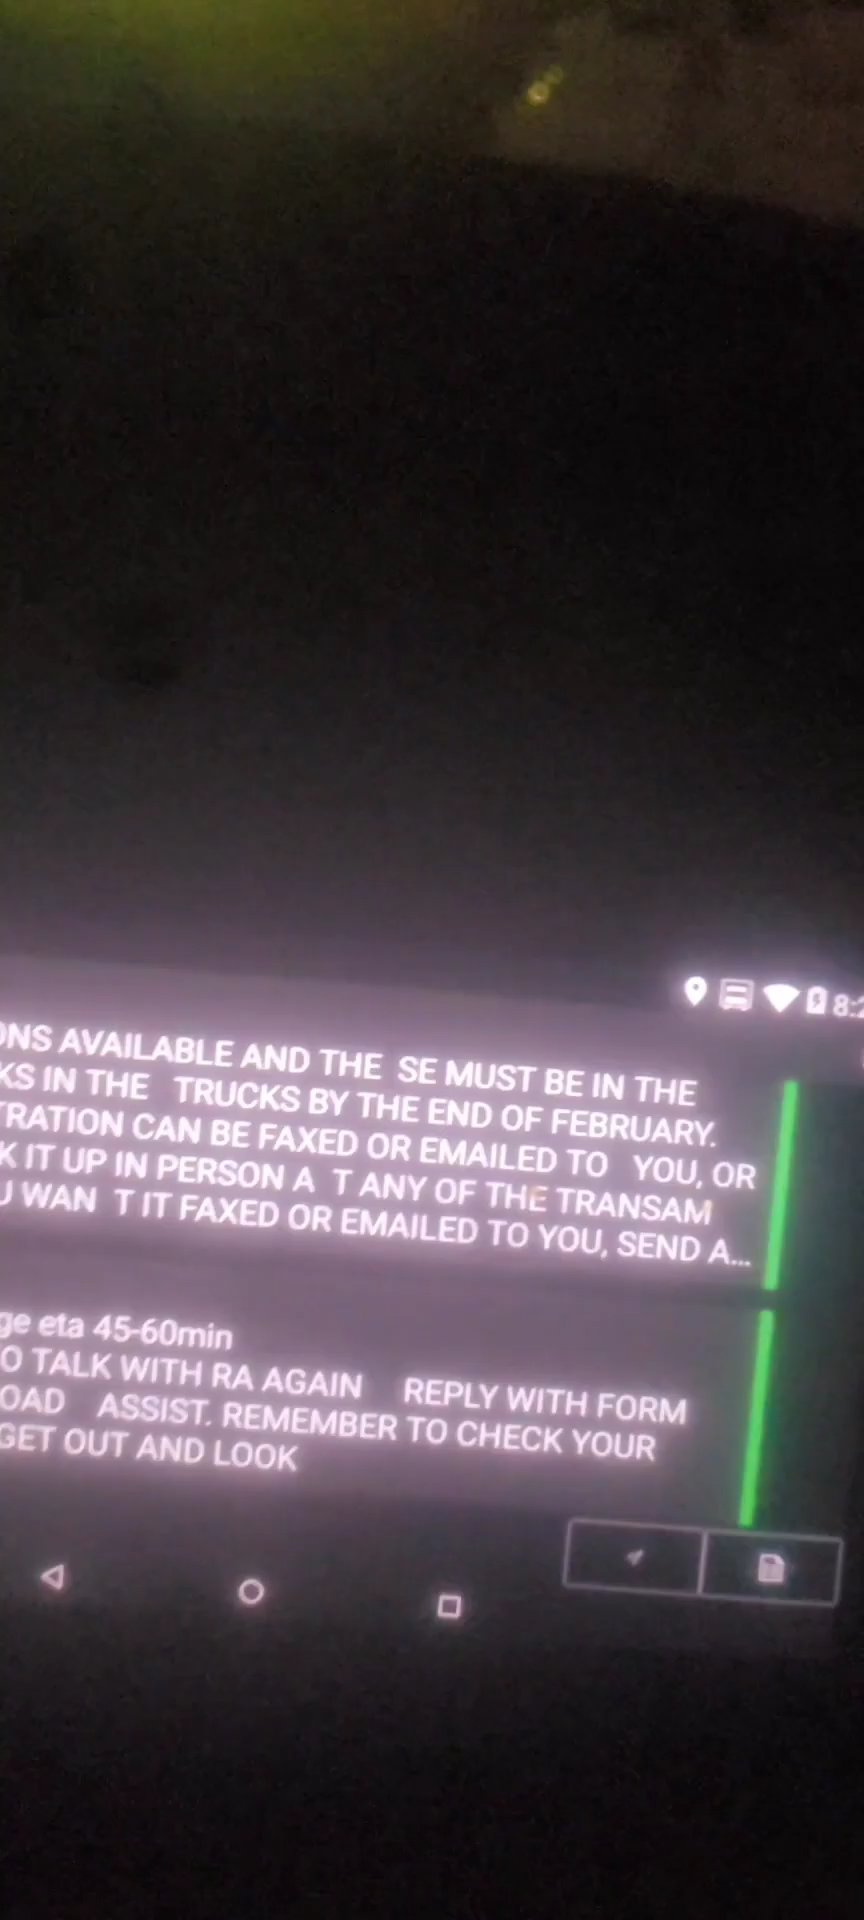 8:2
ONS AVAILABLE AND THE SE MUST BE IN THE
KS IN THE TRUCKS BY THE END OF FEBRUARY.
TRATION CAN BE FAXED OR EMAILED TO YOU, OR
K IT UP IN PERSON A T ANY OF THE TRANSAM
U WAN T IT FAXED OR EMAILED TO YOU, SEND A...
ge eta 45-60min
O TALK WITH RA AGAIN REPLY WITH FORM
OAD ASSIST. REMEMBER TO CHECK YOUR
GET OUT AND LOOK